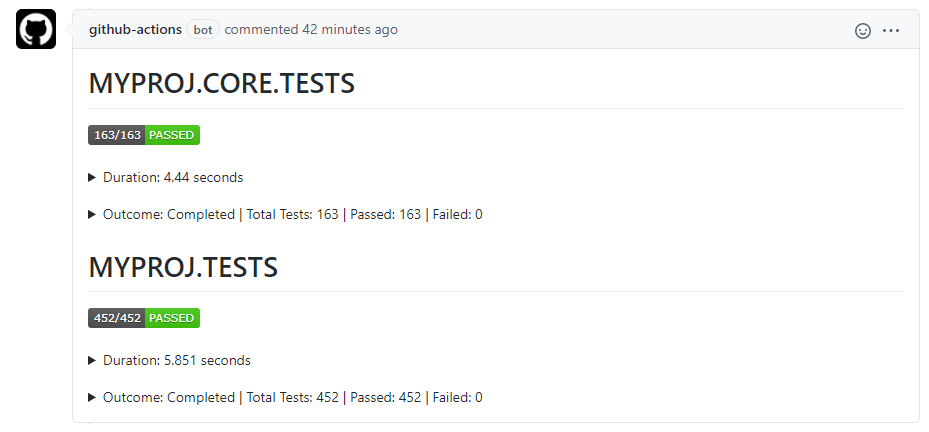 github-actions bot commented 42 minutes ago
MYPROJ.CORE.TESTS
163/163 PASSED
Duration: 4.44 seconds
Outcome: Completed | Total Tests: 163 | Passed: 163 | Failed: 0
MYPROJ.TESTS
452/452 PASSED
Duration: 5.851 seconds
Outcome: Completed | Total Tests: 452 | Passed: 452 | Failed: 0